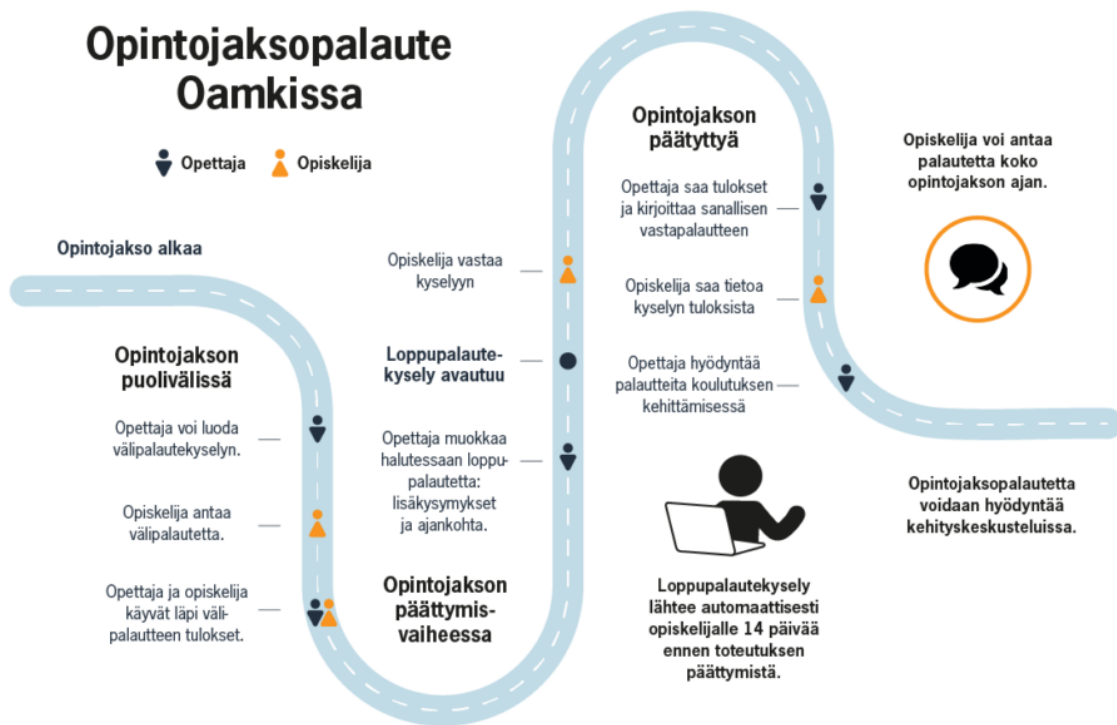 Opintojaksopalaute
Oamkissa
Opettaja
Opiskelija
Opintojakso alkaa
Opintojakson
puolivälissä
Opettaja voi luoda
välipalautekyselyn.
Opiskelija antaa
välipalautetta.
Opettaja ja opiskelija
käyvät läpi väli-
palautteen tulokset.
Opintojakson
päättymis-
vaiheessa
Opettaja muokkaa
halutessaan loppu-
palautetta:
lisäkysymykset
ja ajankohta.
Loppupalaute-
kysely avautuu
Opiskelija vastaa
kyselyyn
Opintojakson
päätyttyä
Opettaja saa tulokset
ja kirjoittaa sanallisen
vastapalautteen
Opiskelija saa tietoa
kyselyn tuloksista
Opettaja hyödyntää
palautteita koulutuksen
kehittämisessä
Loppupalautekysely
lähtee automaattisesti
opiskelijalle 14 päivää
ennen toteutuksen
päättymistä.
Opiskelija voi antaa
palautetta koko
opintojakson ajan.
Opintojaksopalautetta
voidaan hyödyntää
kehityskeskusteluissa.